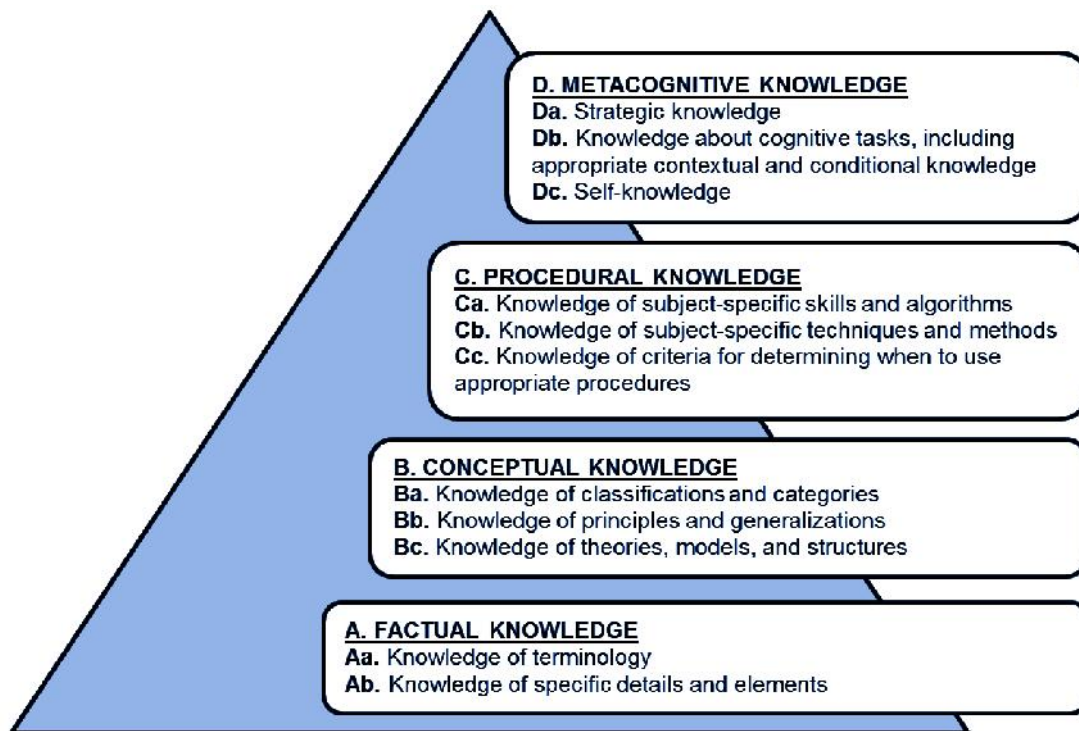 D. METACOGNITIVE KNOWLEDGE
Da. Strategic knowledge
Db. Knowledge about cognitive tasks, including
appropriate contextual and conditional knowledge
Dc. Self-knowledge
C. PROCEDURAL KNOWLEDGE
Ca. Knowledge of subject-specific skills and algorithms
Cb. Knowledge of subject-specific techniques and methods
Cc. Knowledge of criteria for determining when to use
appropriate procedures
B. CONCEPTUAL KNOWLEDGE
Ba. Knowledge of classifications and categories
Bb. Knowledge of principles and generalizations
Bc. Knowledge of theories, models, and structures
A. FACTUAL KNOWLEDGE
Aa. Knowledge of terminology
Ab. Knowledge of specific details and elements